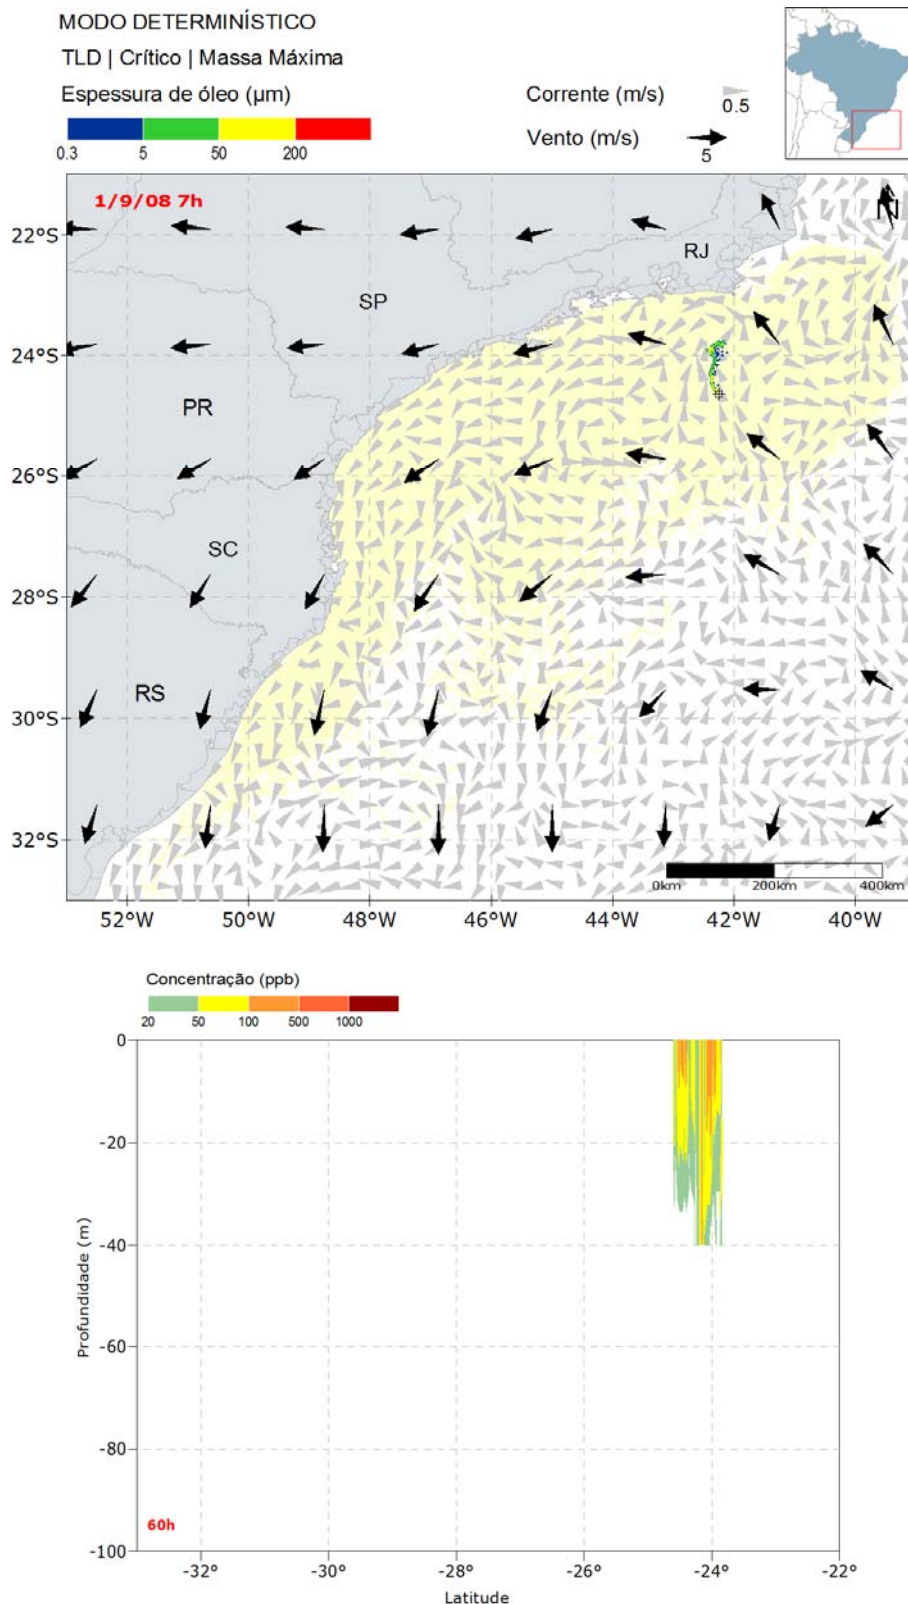 MODO DETERMINÍSTICO
TLD | Crítico | Massa Máxima
Espessura de óleo (µm)
0.3 5 50 200
Corrente (m/s) 0.5
Vento (m/s) 5
1/9/08 7h
N
22°S
24°S
26°S
28°S
30°S
32°S
RJ
SP
PR
SC
RS
0km 200km 400km
52°W 50°W 48°W 46°W 44°W 42°W 40°W
Concentração (ppb)
20 50 100 500 1000
0
-20
-40
-60
-80
-100
Profundidade (m)
60h
-32° -30° -28° -26° -24° -22°
Latitude